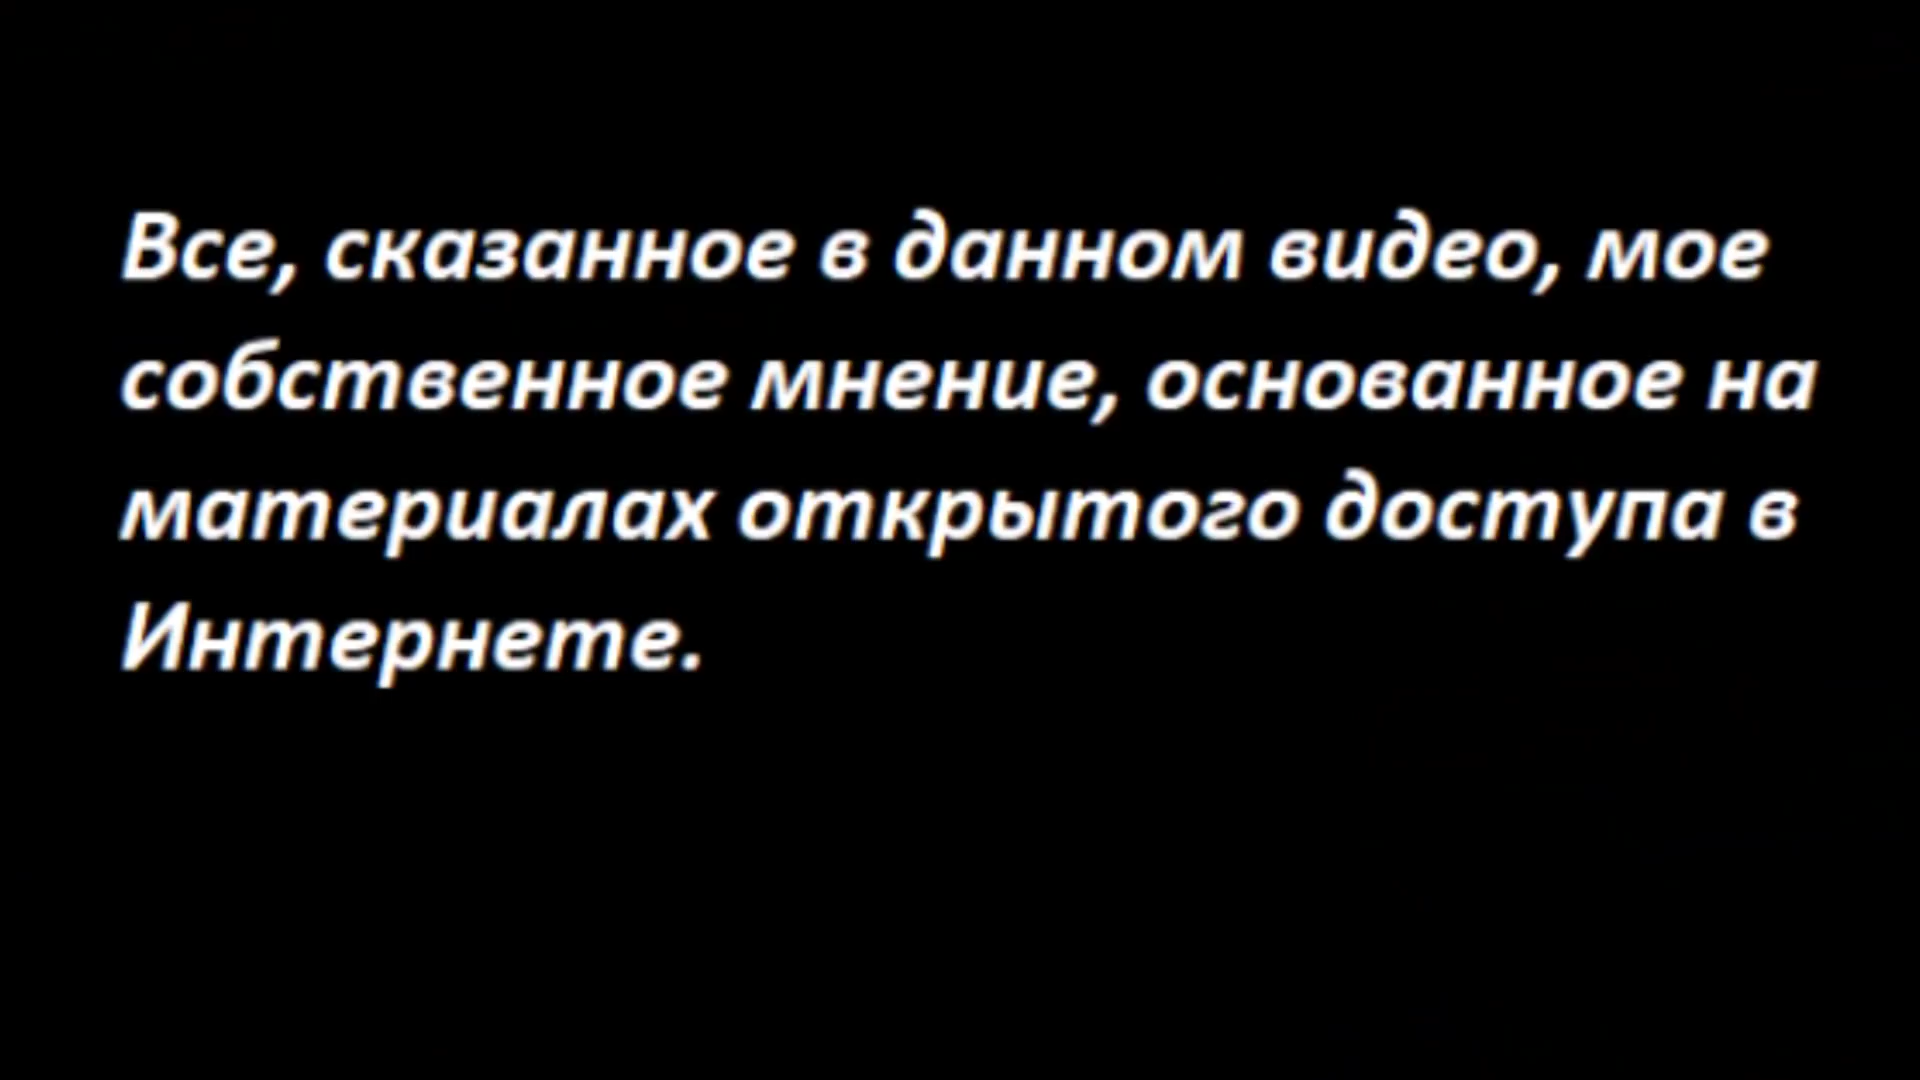 Все, сказанное в данном видео, мое
собственное мнение, основанное на
материалах открытого доступа в
Интернете.